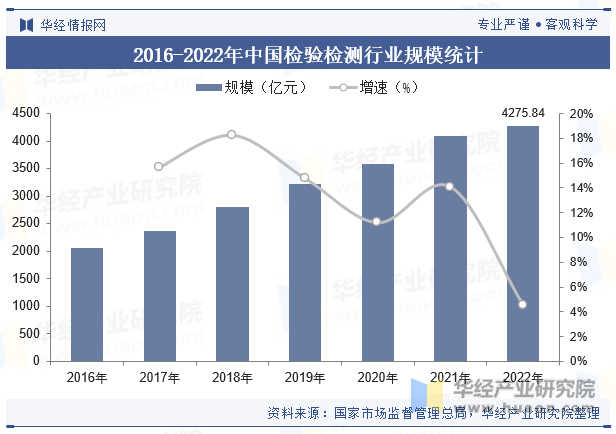 华经情报网
专业严谨 • 客观科学
2016-2022年中国检验检测行业规模统计
规模（亿元） 增速（%）
4500
4000
3500
3000
2500
2000
1500
1000
500
0
4275.84
20%
18%
16%
14%
12%
10%
8%
6%
4%
2%
0%
2016年 2017年 2018年 2019年 2020年 2021年 2022年
华经产业研究院
www.huaon.com
资料来源：国家市场监督管理总局，华经产业研究院整理